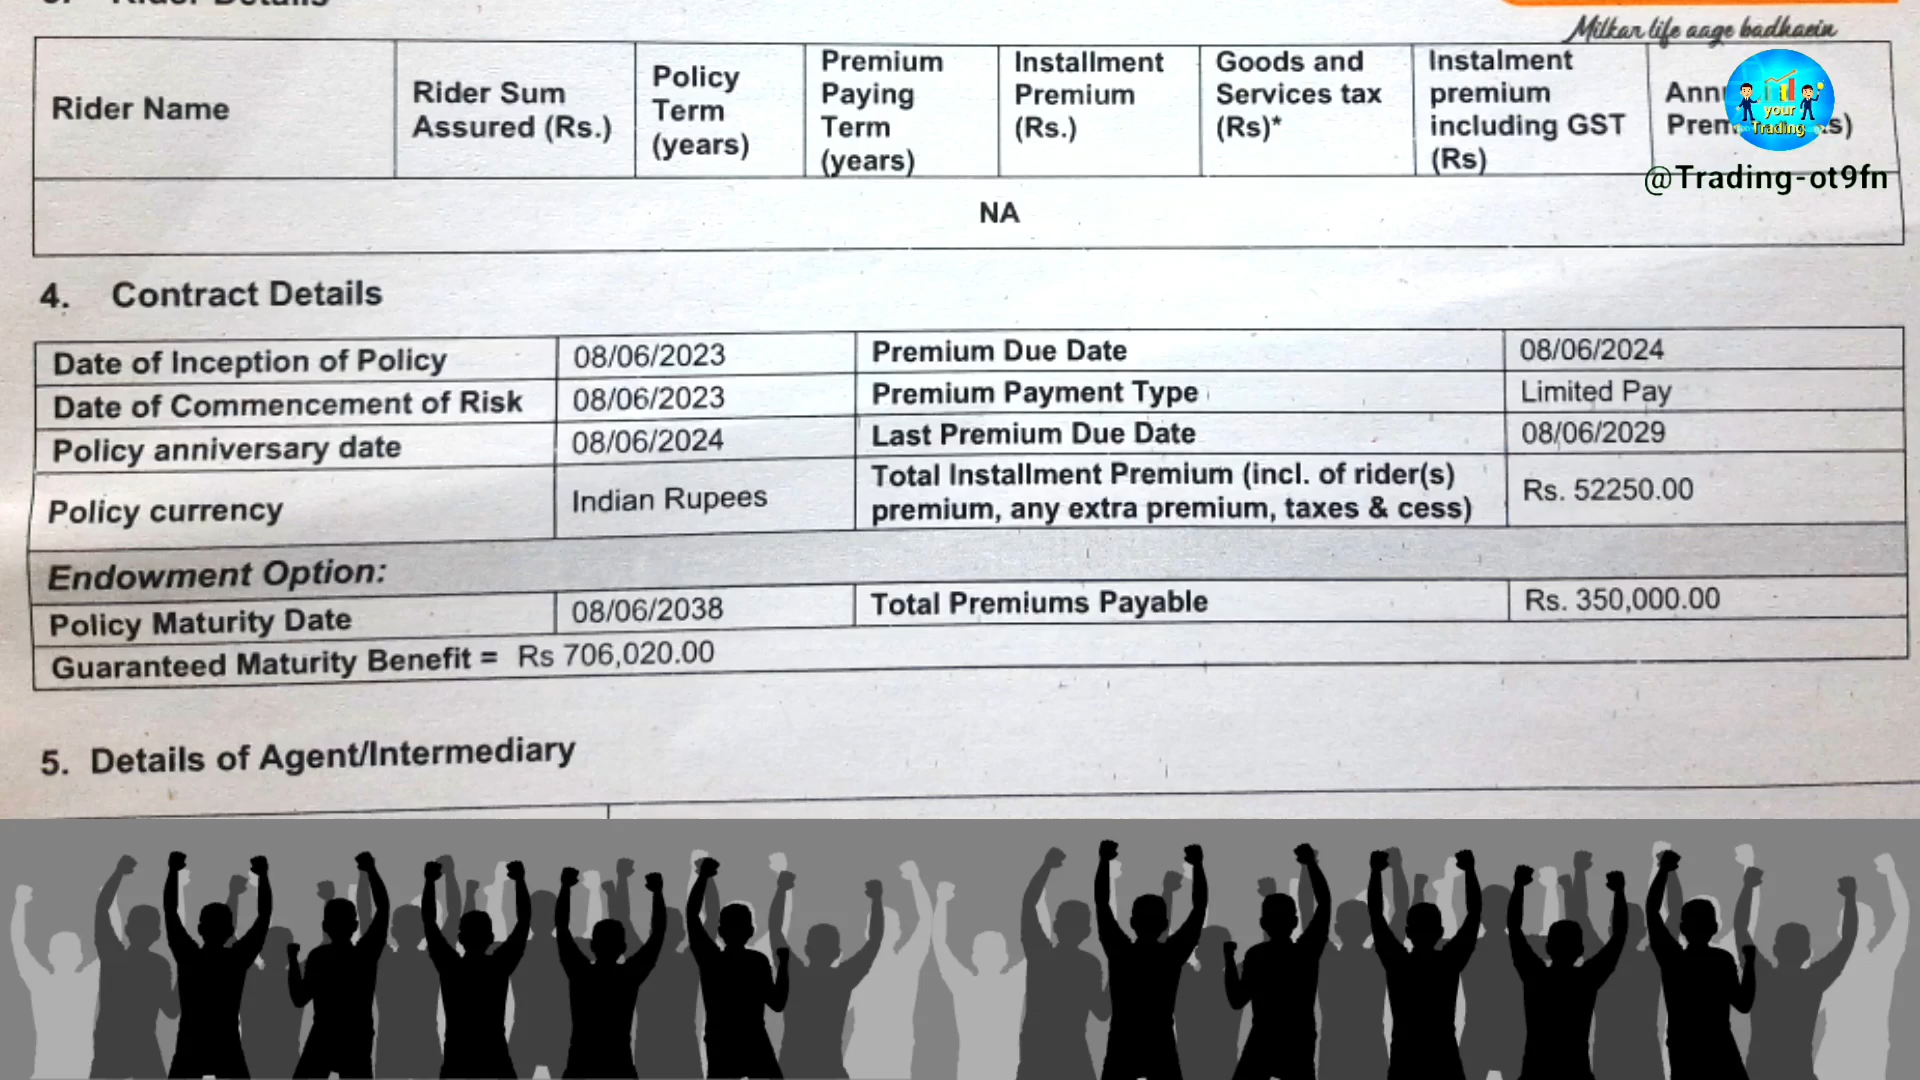 3. Rider Details
Milkar life aage badhaein
Rider Name
Rider Sum
Assured (Rs.)
Policy
Term
(years)
Premium
Paying
Term
(years)
Installment
Premium
(Rs.)
Goods and
Services tax
(Rs)*
Instalment
premium
including GST
(Rs)
your
Trading
@Trading-ot9fn
NA
4. Contract Details
Date of Inception of Policy 08/06/2023 Premium Due Date 08/06/2024
Date of Commencement of Risk 08/06/2023 Premium Payment Type Limited Pay
Policy anniversary date 08/06/2024 Last Premium Due Date 08/06/2029
Policy currency Indian Rupees
Total Installment Premium (incl. of rider(s)
premium, any extra premium, taxes & cess)
Rs. 52250.00
Endowment Option:
Policy Maturity Date 08/06/2038 Total Premiums Payable Rs. 350,000.00
Guaranteed Maturity Benefit = Rs 706,020.00
5. Details of Agent/Intermediary